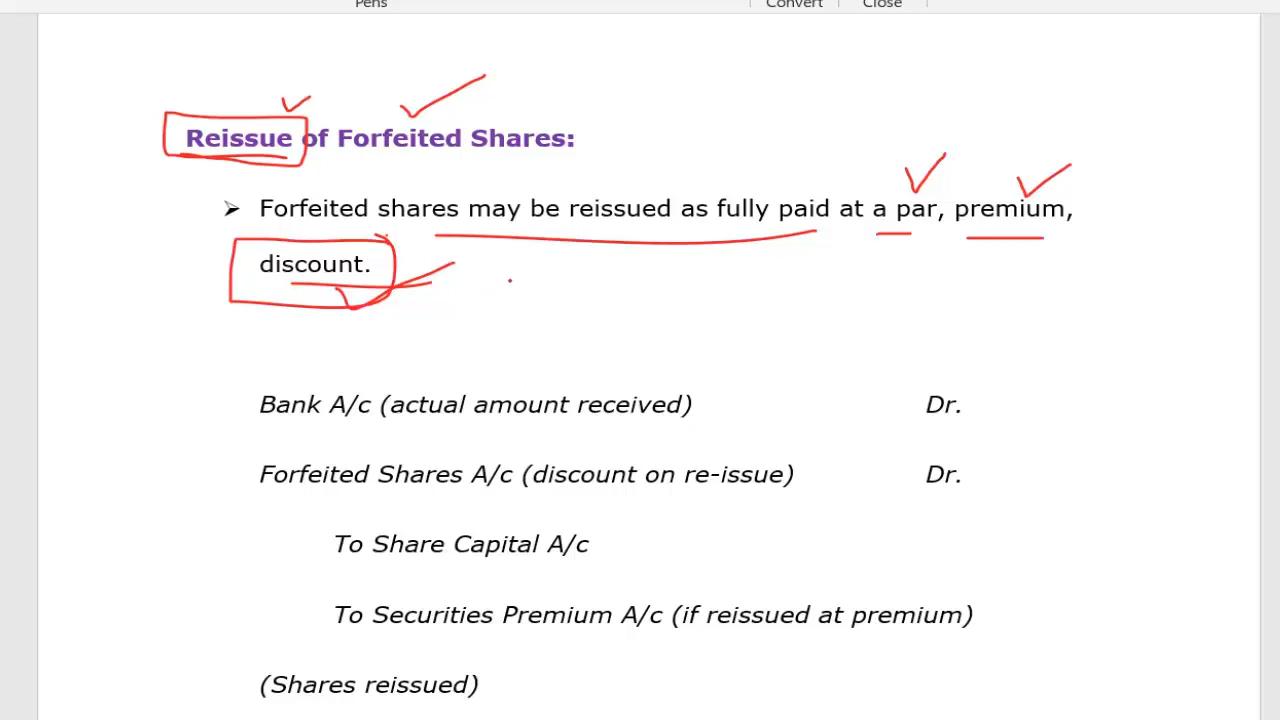 Pens Convert Close
Reissue of Forfeited Shares:
➢ Forfeited shares may be reissued as fully paid at a par, premium,
discount.
Bank A/c (actual amount received) Dr.
Forfeited Shares A/c (discount on re-issue) Dr.
To Share Capital A/c
To Securities Premium A/c (if reissued at premium)
(Shares reissued)